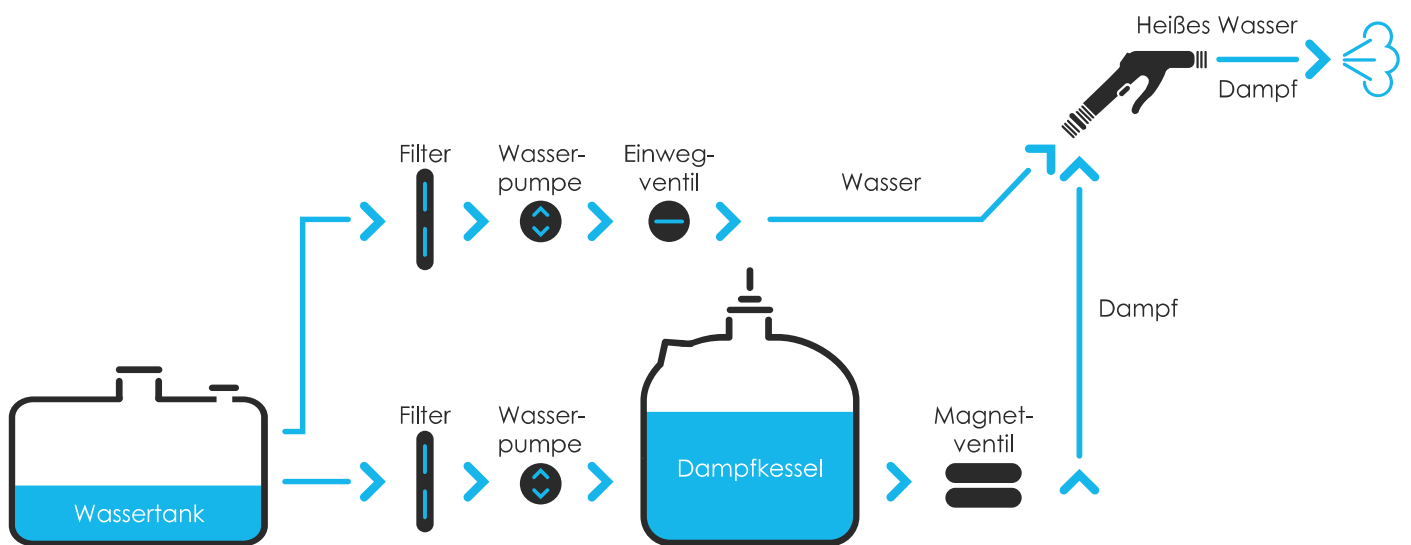 Heißes Wasser
Dampf
Filter
Wasser-
pumpe
Einweg-
ventil
Wasser
Dampf
Filter
Wasser-
pumpe
Dampfkessel
Magnet-
ventil
Wassertank